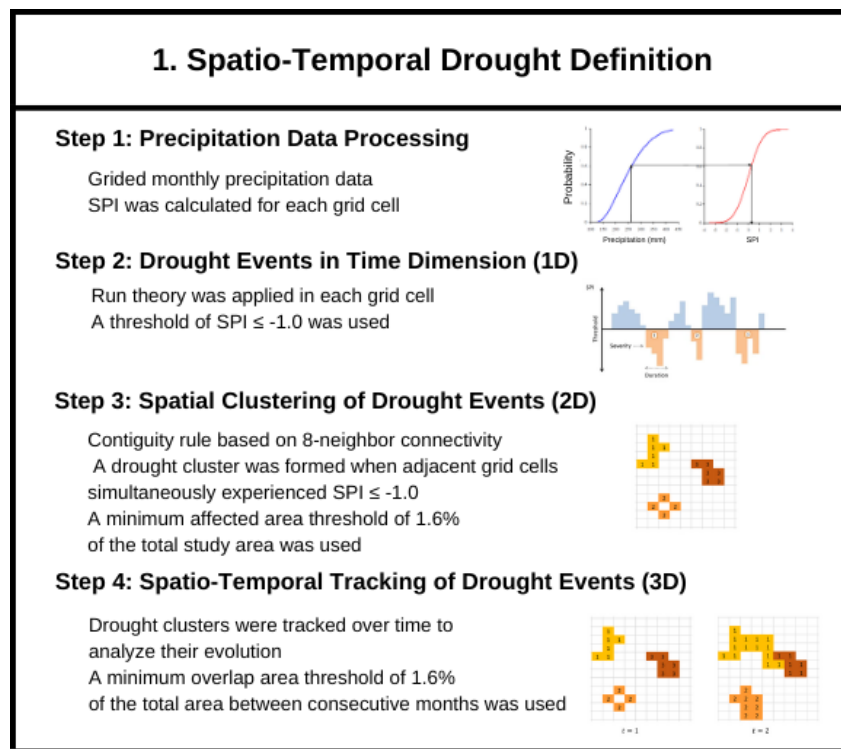 1. Spatio-Temporal Drought Definition
Step 1: Precipitation Data Processing
Grided monthly precipitation data
SPI was calculated for each grid cell
Probability
Precipitation (mm)
SPI
Step 2: Drought Events in Time Dimension (1D)
Run theory was applied in each grid cell
A threshold of SPI ≤ -1.0 was used
SPI
Threshold
Severity
Duration
Step 3: Spatial Clustering of Drought Events (2D)
Contiguity rule based on 8-neighbor connectivity
A drought cluster was formed when adjacent grid cells
simultaneously experienced SPI ≤ -1.0
A minimum affected area threshold of 1.6%
of the total study area was used
Step 4: Spatio-Temporal Tracking of Drought Events (3D)
Drought clusters were tracked over time to
analyze their evolution
A minimum overlap area threshold of 1.6%
of the total area between consecutive months was used
t = 1
t = 2